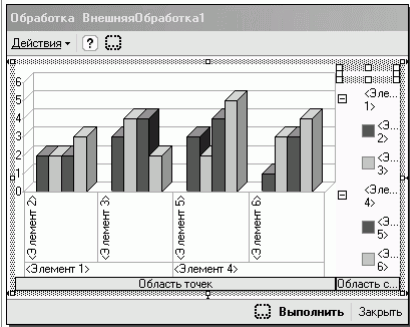 Обработка ВнешняяОбработка1
Действия
?
6
5
4
3
2
1
0
<Элемент 2>
<Элемент 3>
<Элемент 5>
<Элемент 6>
<Элемент 1>
<Элемент 4>
Область точек
<Эле...
1>
<Э...
2>
<Э...
3>
<Эле...
4>
<Э...
5>
<Э...
6>
Область с...
Выполнить
Закрыть